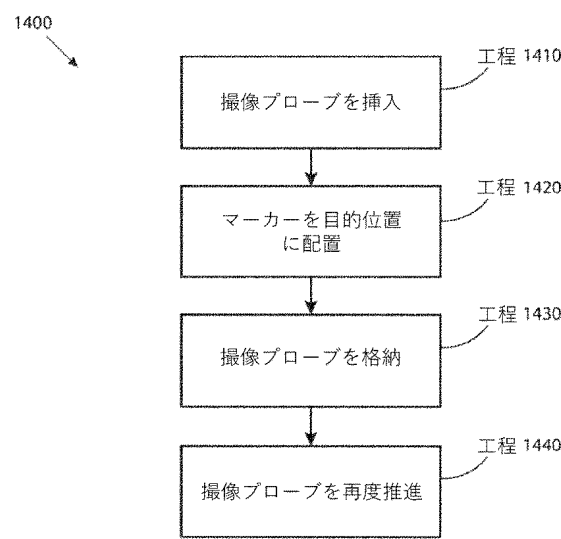 1400
工程 1410
撮像プローブを挿入
工程 1420
マーカーを目的位置
に配置
工程 1430
撮像プローブを格納
工程 1440
撮像プローブを再度推進